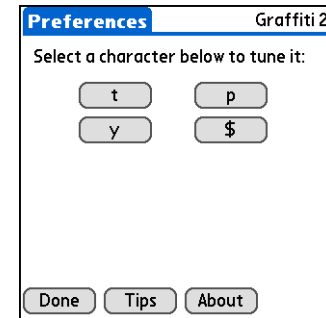 Preferences Graffiti 2
Select a character below to tune it:
t p
y $
Done Tips About